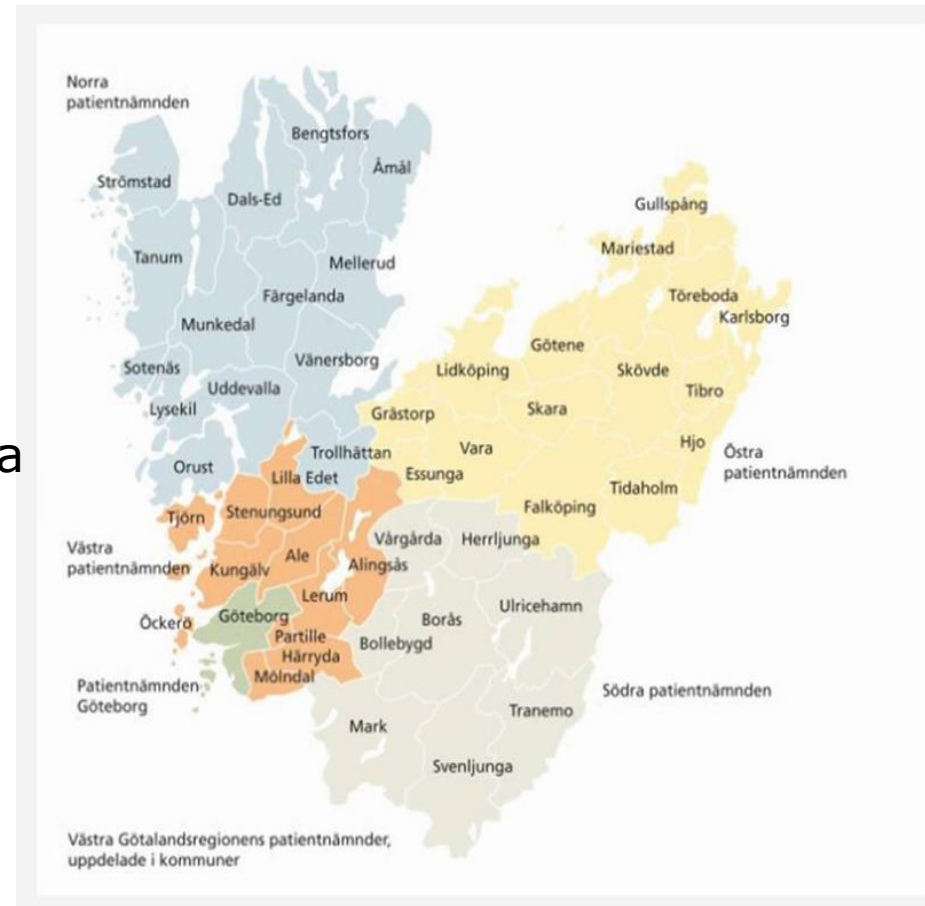 Norra
patientnämnden
Bengtsfors
Åmål
Strömstad
Dals-Ed
Gullspång
Mariestad
Tanum
Mellerud
Färgelanda
Töreboda
Karlsborg
Munkedal
Götene
Vänersborg
Sotenäs
Lidköping
Skövde
Uddevalla
Tibro
Lysekil
Grästorp
Skara
Hjo
Trollhättan
Vara
a
Östra
patientnämnden
Orust
Lilla Edet
Essunga
Tidaholm
Falköping
Tjörn
Stenungsund
Vårgårda
Herrljunga
Västra
patientnämnden
Ale
Kungälv
Alingsås
Lerum
Ulricehamn
Göteborg
Öckerö
Borås
Partille
Bollebygd
Härryda
Mölndal
Patientnämnden
Göteborg
Södra patientnämnden
Tranemo
Mark
Svenljunga
Västra Götalandsregionens patientnämnder,
uppdelade i kommuner